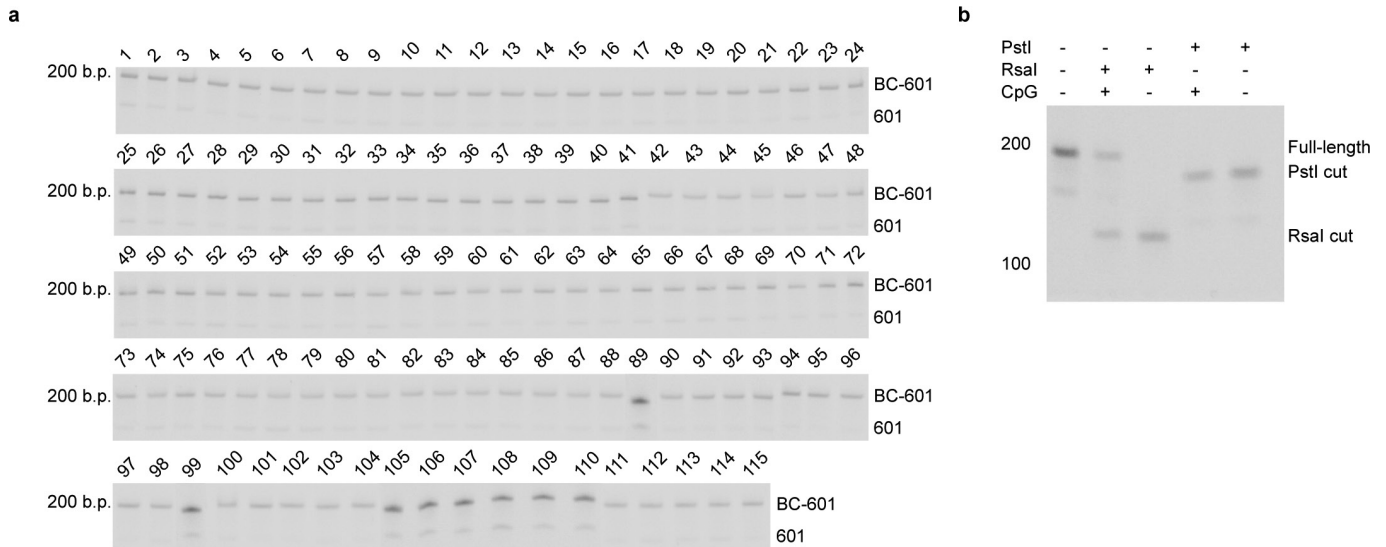 a
1 2 3 4 5 6 7 8 9 10 11 12 13 14 15 16 17 18 19 20 21 22 23 24
200 b.p.
BC-601
601
25 26 27 28 29 30 31 32 33 34 35 36 37 38 39 40 41 42 43 44 45 46 47 48
200 b.p.
BC-601
601
49 50 51 52 53 54 55 56 57 58 59 60 61 62 63 64 65 66 67 68 69 70 71 72
200 b.p.
BC-601
601
73 74 75 76 77 78 79 80 81 82 83 84 85 86 87 88 89 90 91 92 93 94 95 96
200 b.p.
BC-601
601
97 98 99 100 101 102 103 104 105 106 107 108 109 110 111 112 113 114 115
200 b.p.
BC-601
601
b
PstI - - - + +
RsaI - + + - -
CpG - + - + -
200
Full-length
PstI cut
RsaI cut
100